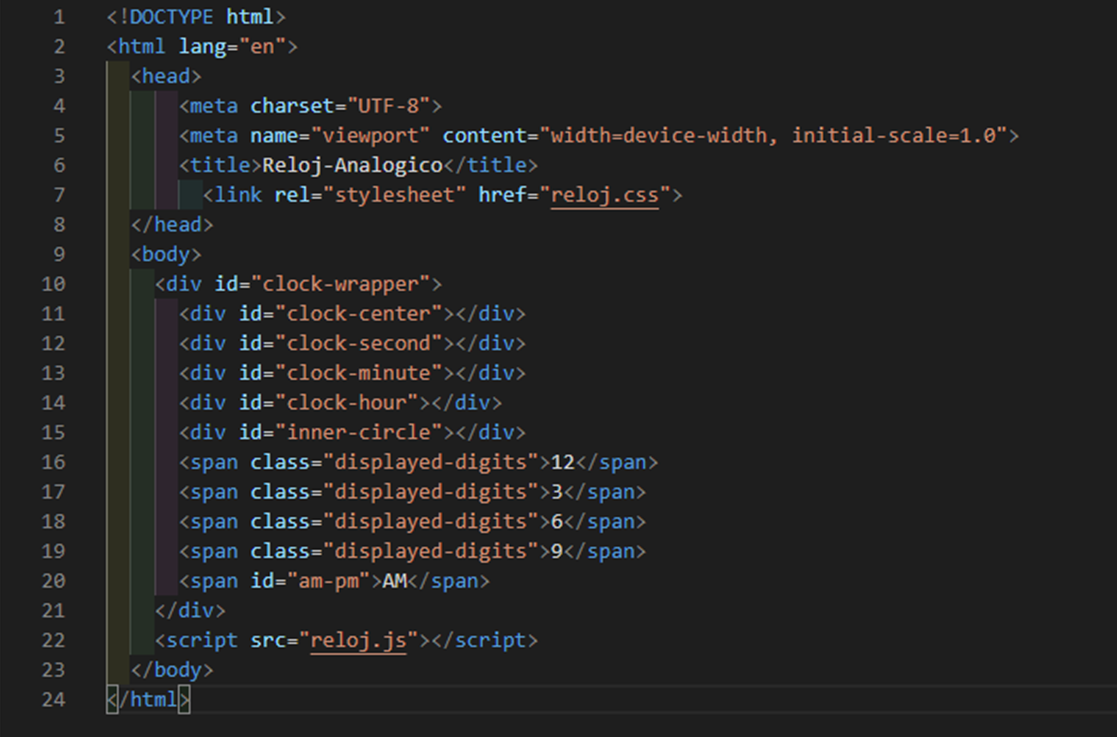 1 <!DOCTYPE html>
2 <html lang="en">
3 <head>
4 <meta charset="UTF-8">
5 <meta name="viewport" content="width=device-width, initial-scale=1.0">
6 <title>Reloj-Analogico</title>
7 <link rel="stylesheet" href="reloj.css">
8 </head>
9 <body>
10 <div id="clock-wrapper">
11 <div id="clock-center"></div>
12 <div id="clock-second"></div>
13 <div id="clock-minute"></div>
14 <div id="clock-hour"></div>
15 <div id="inner-circle"></div>
16 <span class="displayed-digits">12</span>
17 <span class="displayed-digits">3</span>
18 <span class="displayed-digits">6</span>
19 <span class="displayed-digits">9</span>
20 <span id="am-pm">AM</span>
21 </div>
22 <script src="reloj.js"></script>
23 </body>
24 </html>